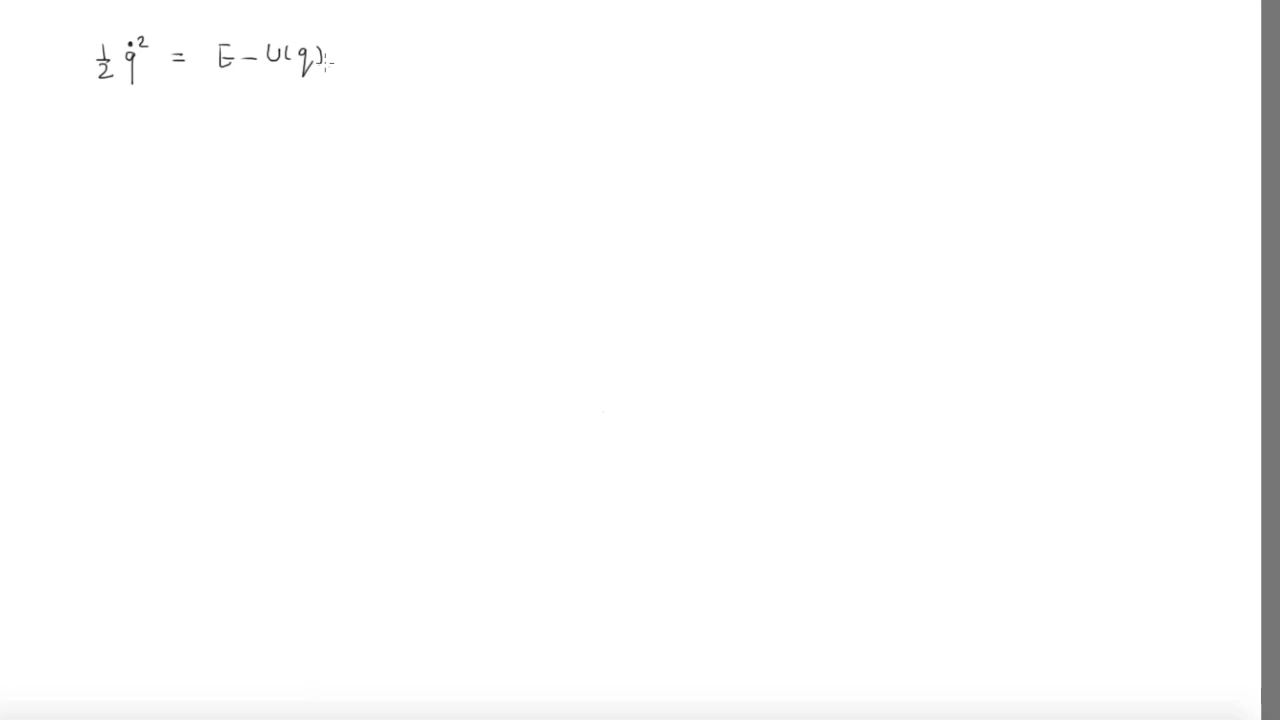 ½ q̇² = E − U(q)